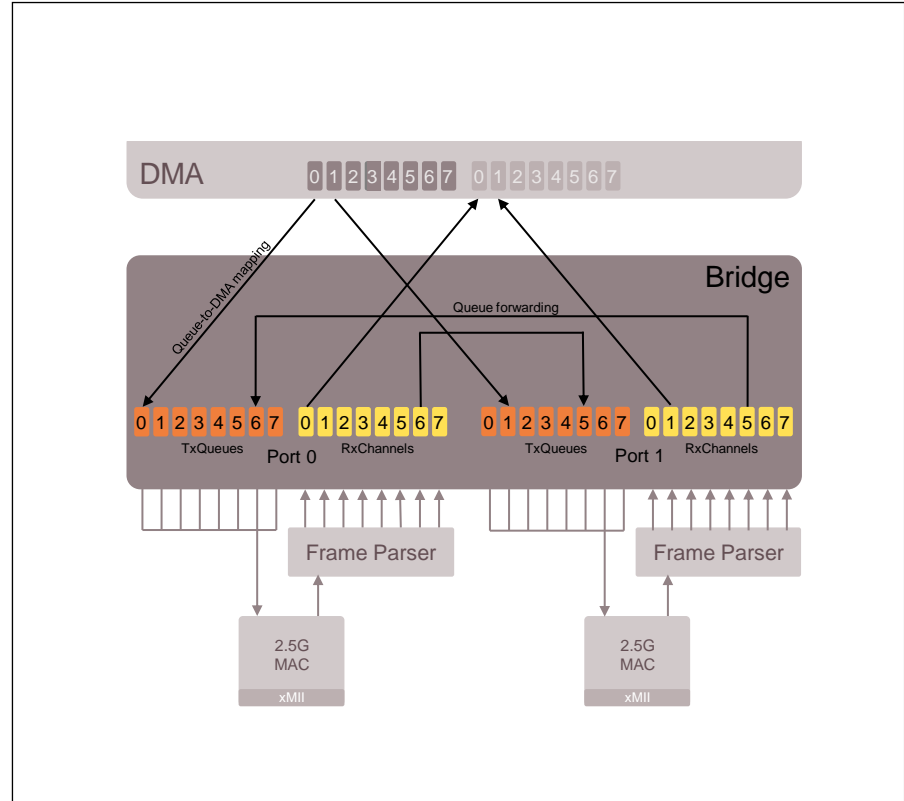 DMA
0 1 2 3 4 5 6 7 0 1 2 3 4 5 6 7
Bridge
Queue-to-DMA mapping
Queue forwarding
0 1 2 3 4 5 6 7 0 1 2 3 4 5 6 7 0 1 2 3 4 5 6 7 0 1 2 3 4 5 6 7
TxQueues Port 0 RxChannels TxQueues Port 1 RxChannels
Frame Parser Frame Parser
2.5G 2.5G
MAC MAC
xMII xMII